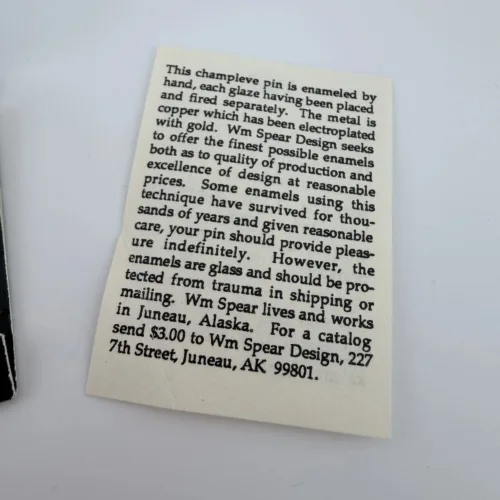 This champleve pin is enameled by
hand, each glaze having been placed
and fired separately. The metal is
copper which has been electroplated
with gold. Wm Spear Design seeks
to offer the finest possible enamels
both as to quality of production and
excellence of design at reasonable
prices. Some enamels using this
technique have survived for thou-
sands of years and given reasonable
care, your pin should provide pleas-
ure indefinitely. However, the
enamels are glass and should be pro-
tected from trauma in shipping or
mailing. Wm Spear lives and works
in Juneau, Alaska. For a catalog
send $3.00 to Wm Spear Design, 227
7th Street, Juneau, AK 99801.